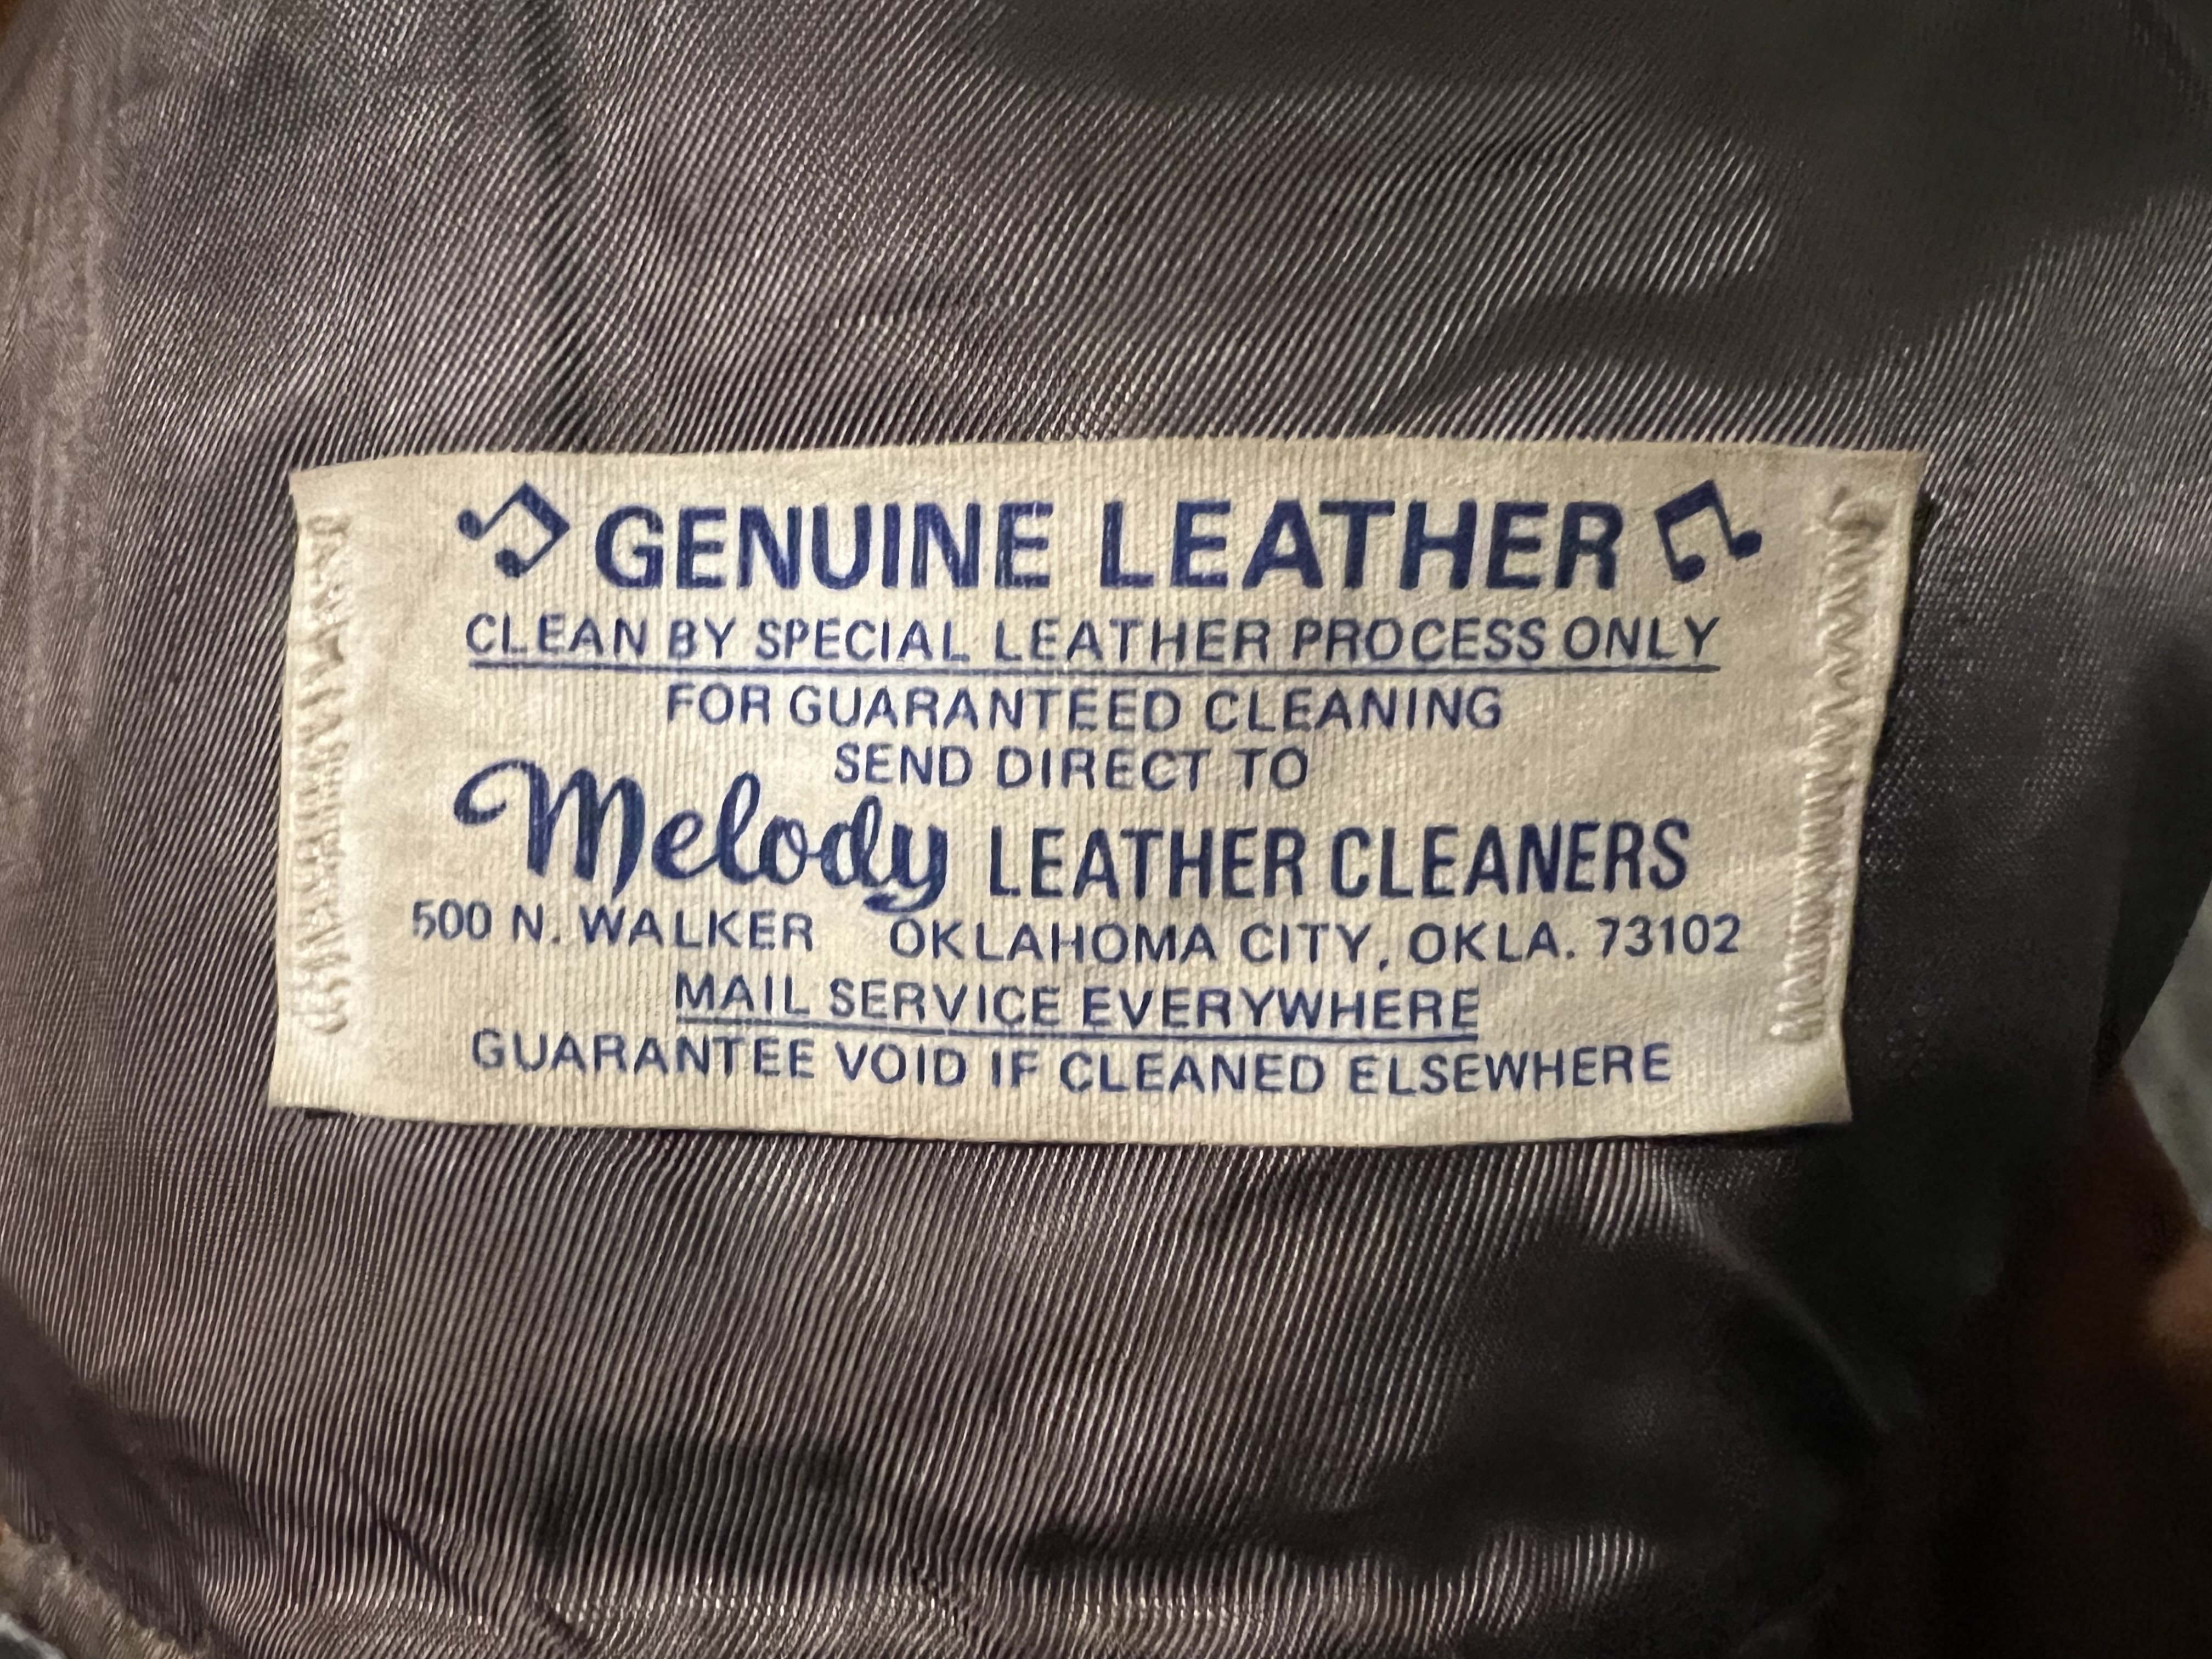 GENUINE LEATHER
CLEAN BY SPECIAL LEATHER PROCESS ONLY
FOR GUARANTEED CLEANING
SEND DIRECT TO
Melody LEATHER CLEANERS
500 N. WALKER OKLAHOMA CITY, OKLA. 73102
MAIL SERVICE EVERYWHERE
GUARANTEE VOID IF CLEANED ELSEWHERE